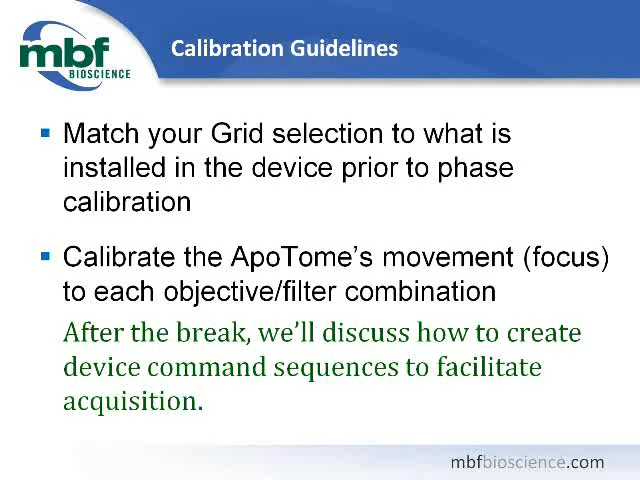 mbf
BIOSCIENCE
Calibration Guidelines
Match your Grid selection to what is
installed in the device prior to phase
calibration
Calibrate the ApoTome's movement (focus)
to each objective/filter combination
After the break, we'll discuss how to create
device command sequences to facilitate
acquisition.
mbfbioscience.com